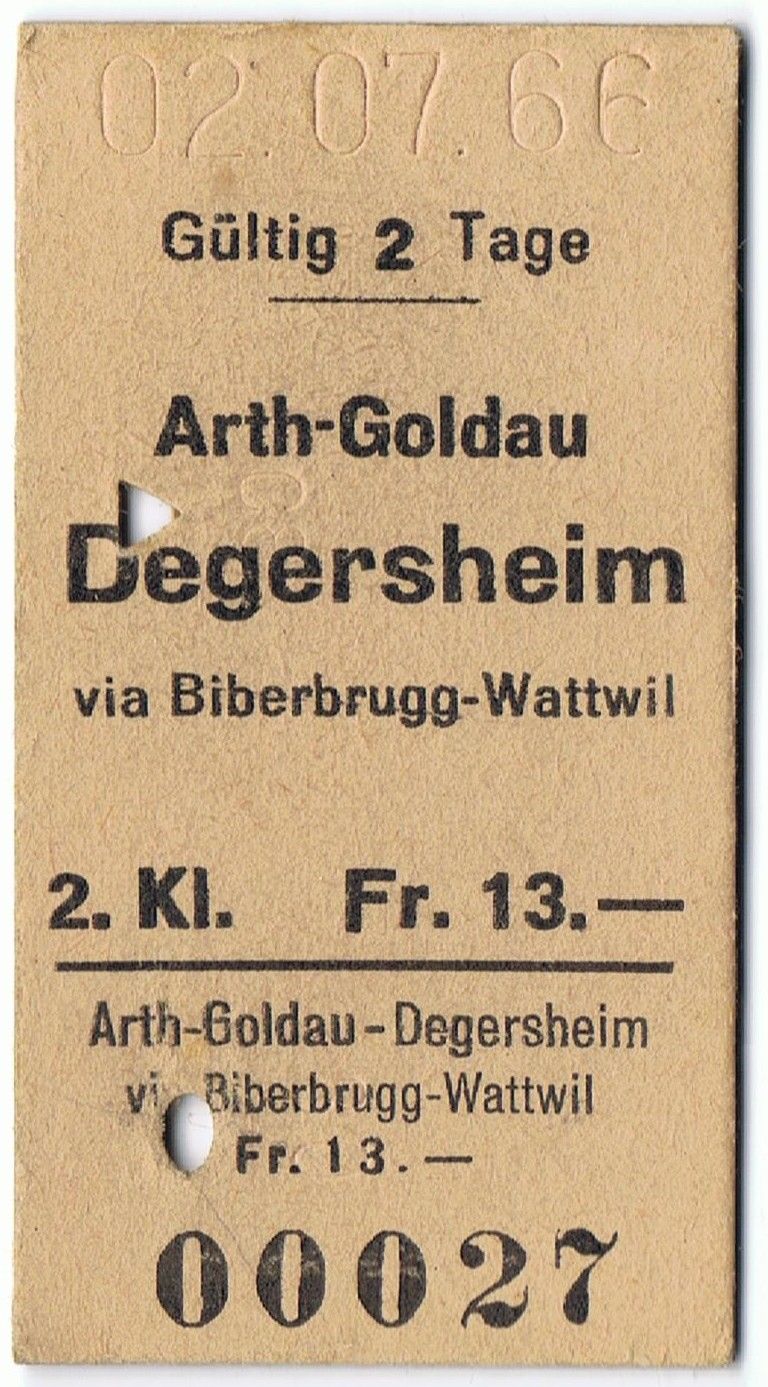 02.07.66
Gültig 2 Tage
Arth-Goldau
Degersheim
via Biberbrugg-Wattwil
2. Kl. Fr. 13.—
Arth-Goldau-Degersheim
via Biberbrugg-Wattwil
Fr. 13.—
00027